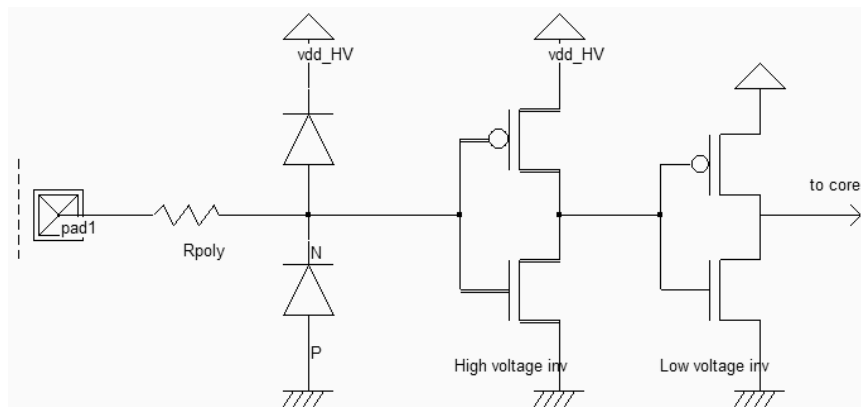 vdd_HV
vdd_HV
to core
pad1
Rpoly
N
P
High voltage inv
Low voltage inv